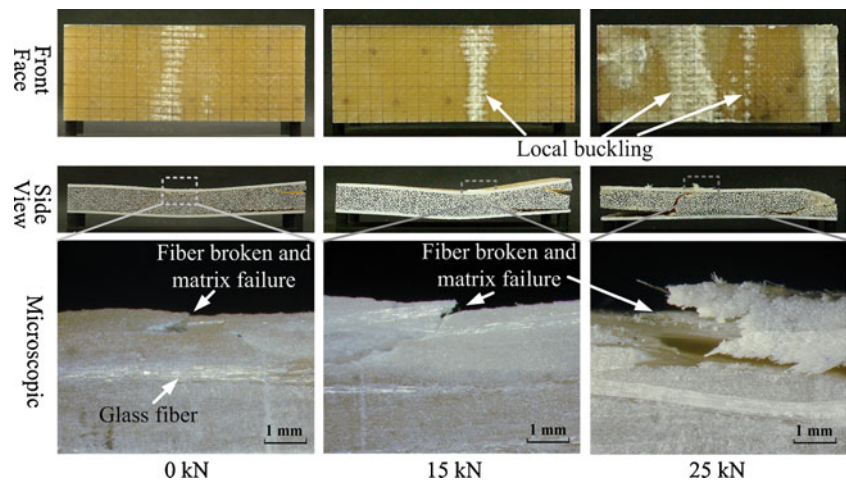 Front
Face
Local buckling
Side
View
Fiber broken and
matrix failure
Fiber broken and
matrix failure
Microscopic
Glass fiber
1 mm
1 mm
1 mm
0 kN
15 kN
25 kN